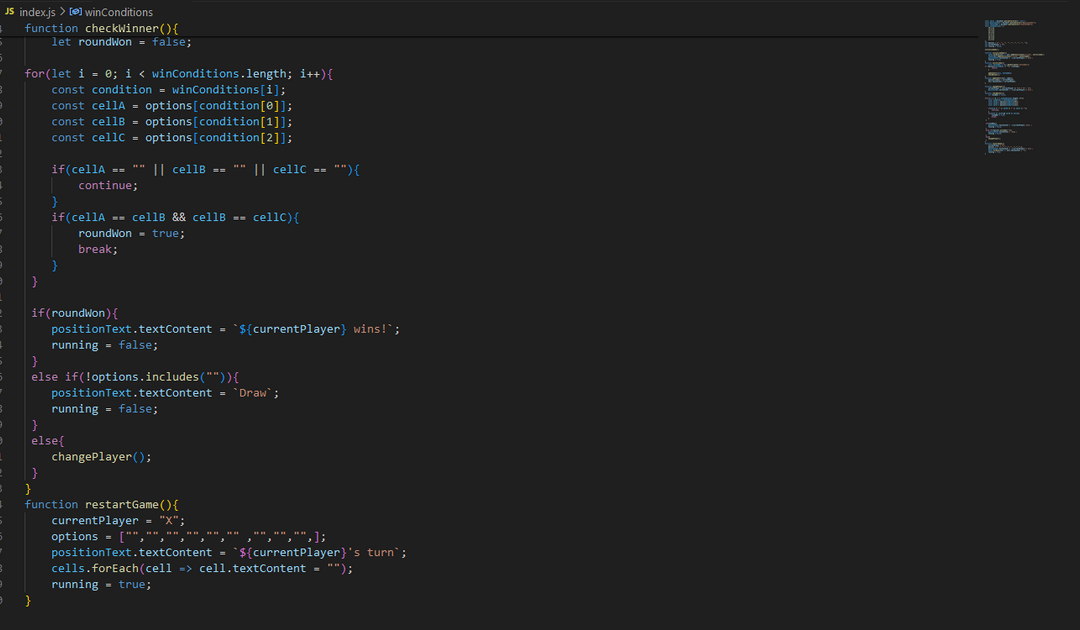 JS index.js > winConditions
function checkWinner(){
let roundWon = false;
for(let i = 0; i < winConditions.length; i++){
const condition = winConditions[i];
const cellA = options[condition[0]];
const cellB = options[condition[1]];
const cellC = options[condition[2]];
if(cellA == "" || cellB == "" || cellC == ""){
continue;
}
if(cellA == cellB && cellB == cellC){
roundWon = true;
break;
}
}
if(roundWon){
positionText.textContent = `${currentPlayer} wins!`;
running = false;
}
else if(!options.includes("")){
positionText.textContent = `Draw`;
running = false;
}
else{
changePlayer();
}
}
function restartGame(){
currentPlayer = "X";
options = ["","","","","","" ,"","","",];
positionText.textContent = `${currentPlayer}'s turn`;
cells.forEach(cell => cell.textContent = "");
running = true;
}